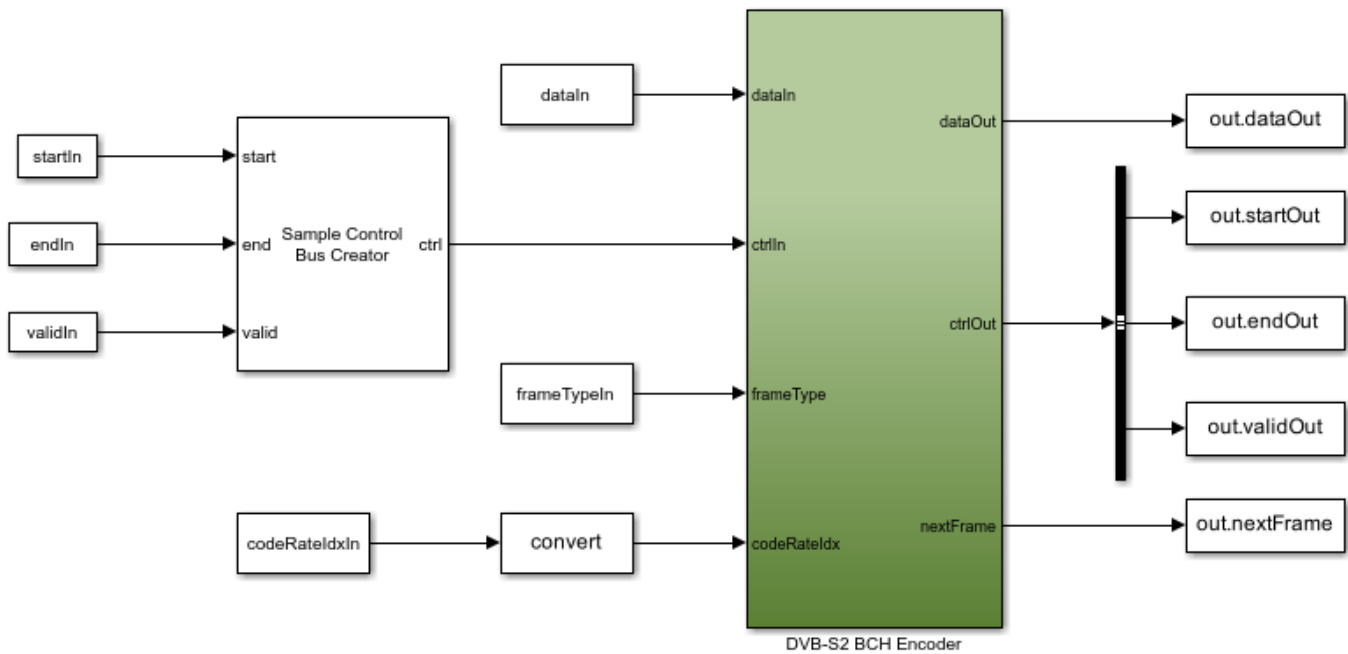 dataIn
dataIn
dataOut
out.dataOut
startIn
start
out.startOut
endIn
end
Sample Control
Bus Creator
ctrl
ctrlIn
validIn
valid
ctrlOut
out.endOut
frameTypeIn
frameType
out.validOut
codeRateIdxIn
convert
codeRateIdx
nextFrame
out.nextFrame
DVB-S2 BCH Encoder